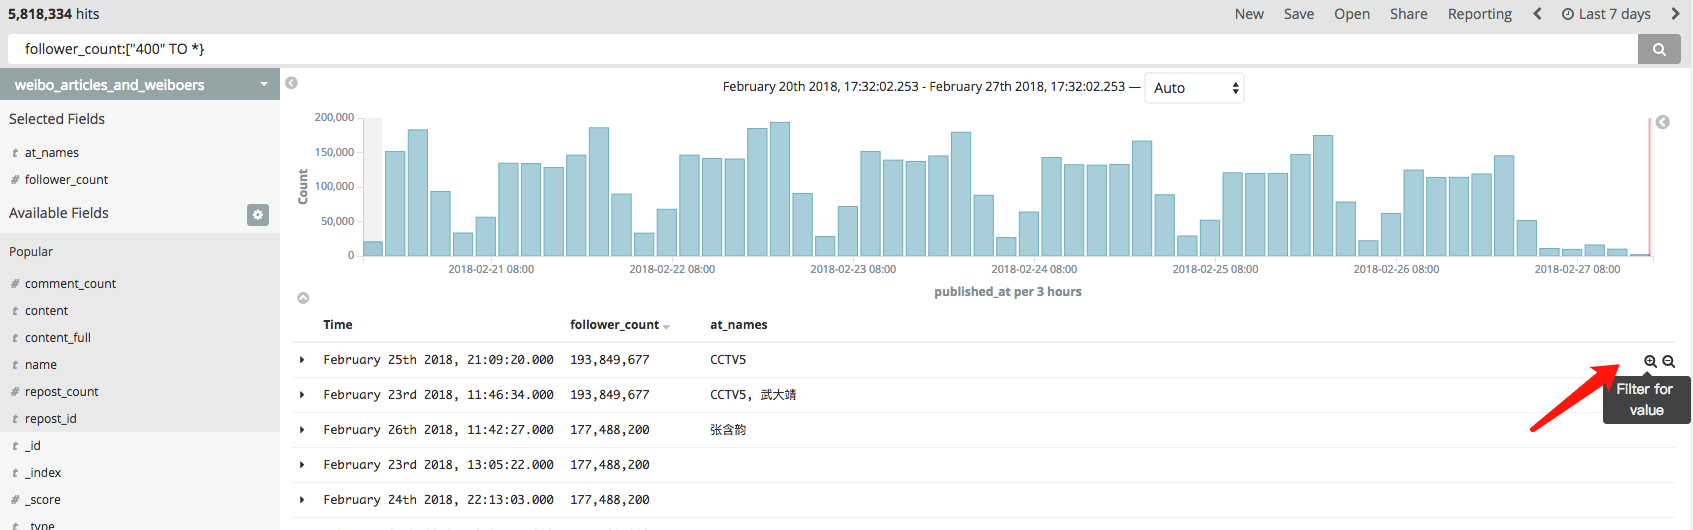 5,818,334 hits
New Save Open Share Reporting Last 7 days
follower_count:["400" TO *}
weibo_articles_and_weiboers
February 20th 2018, 17:32:02.253 - February 27th 2018, 17:32:02.253 — Auto
Selected Fields
t at_names
# follower_count
Available Fields
Popular
# comment_count
t content
t content_full
t name
# repost_count
t repost_id
t _id
t _index
# _score
t _type
Count
200,000
150,000
100,000
50,000
0
2018-02-21 08:00 2018-02-22 08:00 2018-02-23 08:00 2018-02-24 08:00 2018-02-25 08:00 2018-02-26 08:00 2018-02-27 08:00
published_at per 3 hours
Time follower_count at_names
February 25th 2018, 21:09:20.000 193,849,677 CCTV5
Filter for
value
February 23rd 2018, 11:46:34.000 193,849,677 CCTV5, 武大靖
February 26th 2018, 11:42:27.000 177,488,200 张含韵
February 23rd 2018, 13:05:22.000 177,488,200
February 24th 2018, 22:13:03.000 177,488,200